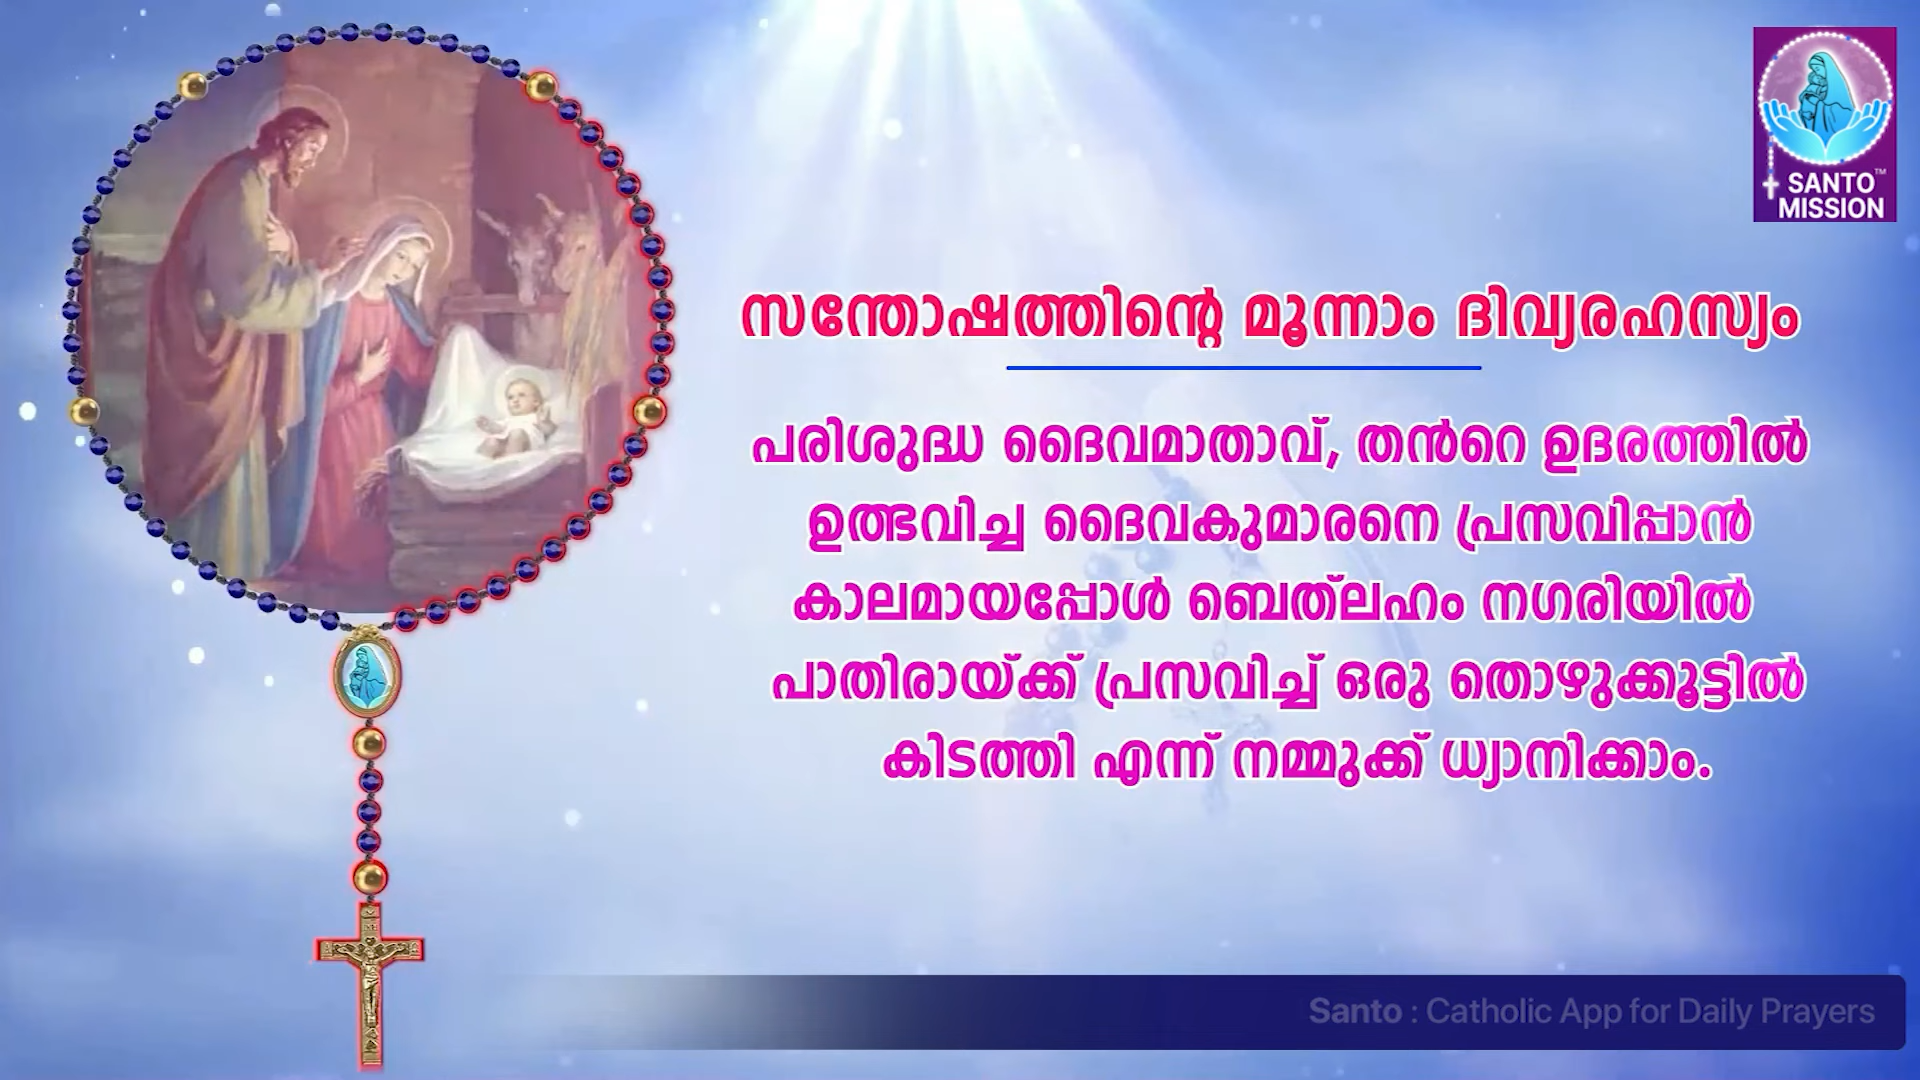 SANTO™
MISSION
സന്തോഷത്തിന്റെ മൂന്നാം ദിവ്യരഹസ്യം
പരിശുദ്ധ ദൈവമാതാവ്, തൻറെ ഉദരത്തിൽ
ഉത്ഭവിച്ച ദൈവകുമാരനെ പ്രസവിപ്പാൻ
കാലമായപ്പോൾ ബെത്‌ലഹം നഗരിയിൽ
പാതിരായ്ക്ക് പ്രസവിച്ച് ഒരു തൊഴുക്കൂട്ടിൽ
കിടത്തി എന്ന് നമ്മുക്ക് ധ്യാനിക്കാം.
Santo : Catholic App for Daily Prayers